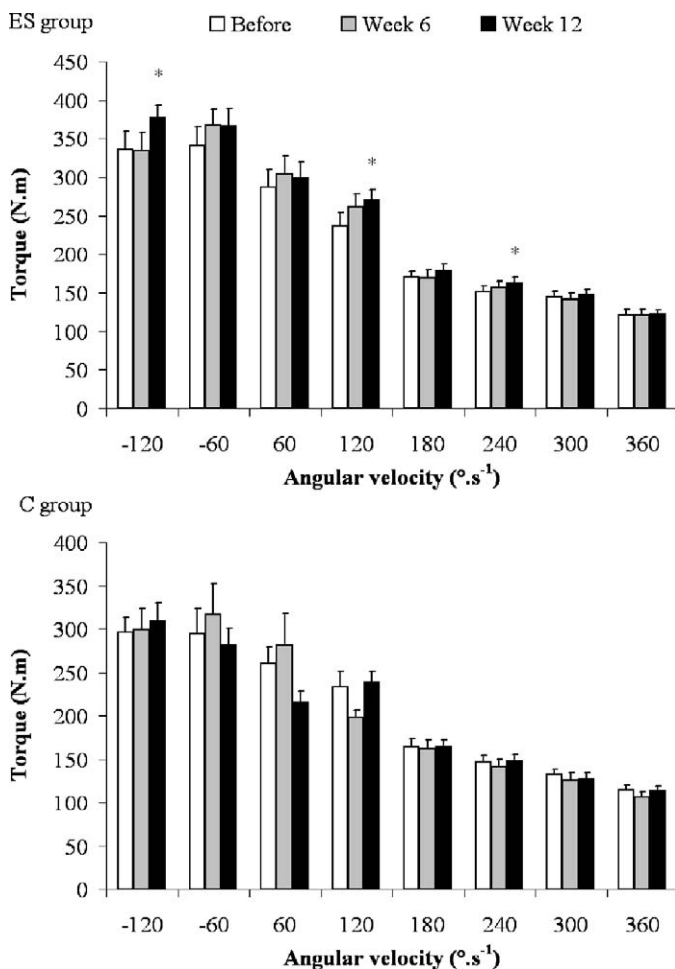 ES group
Before Week 6 Week 12
450
400
350
300
250
200
150
100
50
0
Torque (N.m)
* * *
-120 -60 60 120 180 240 300 360
Angular velocity (°.s⁻¹)
C group
400
350
300
250
200
150
100
50
0
Torque (N.m)
-120 -60 60 120 180 240 300 360
Angular velocity (°.s⁻¹)